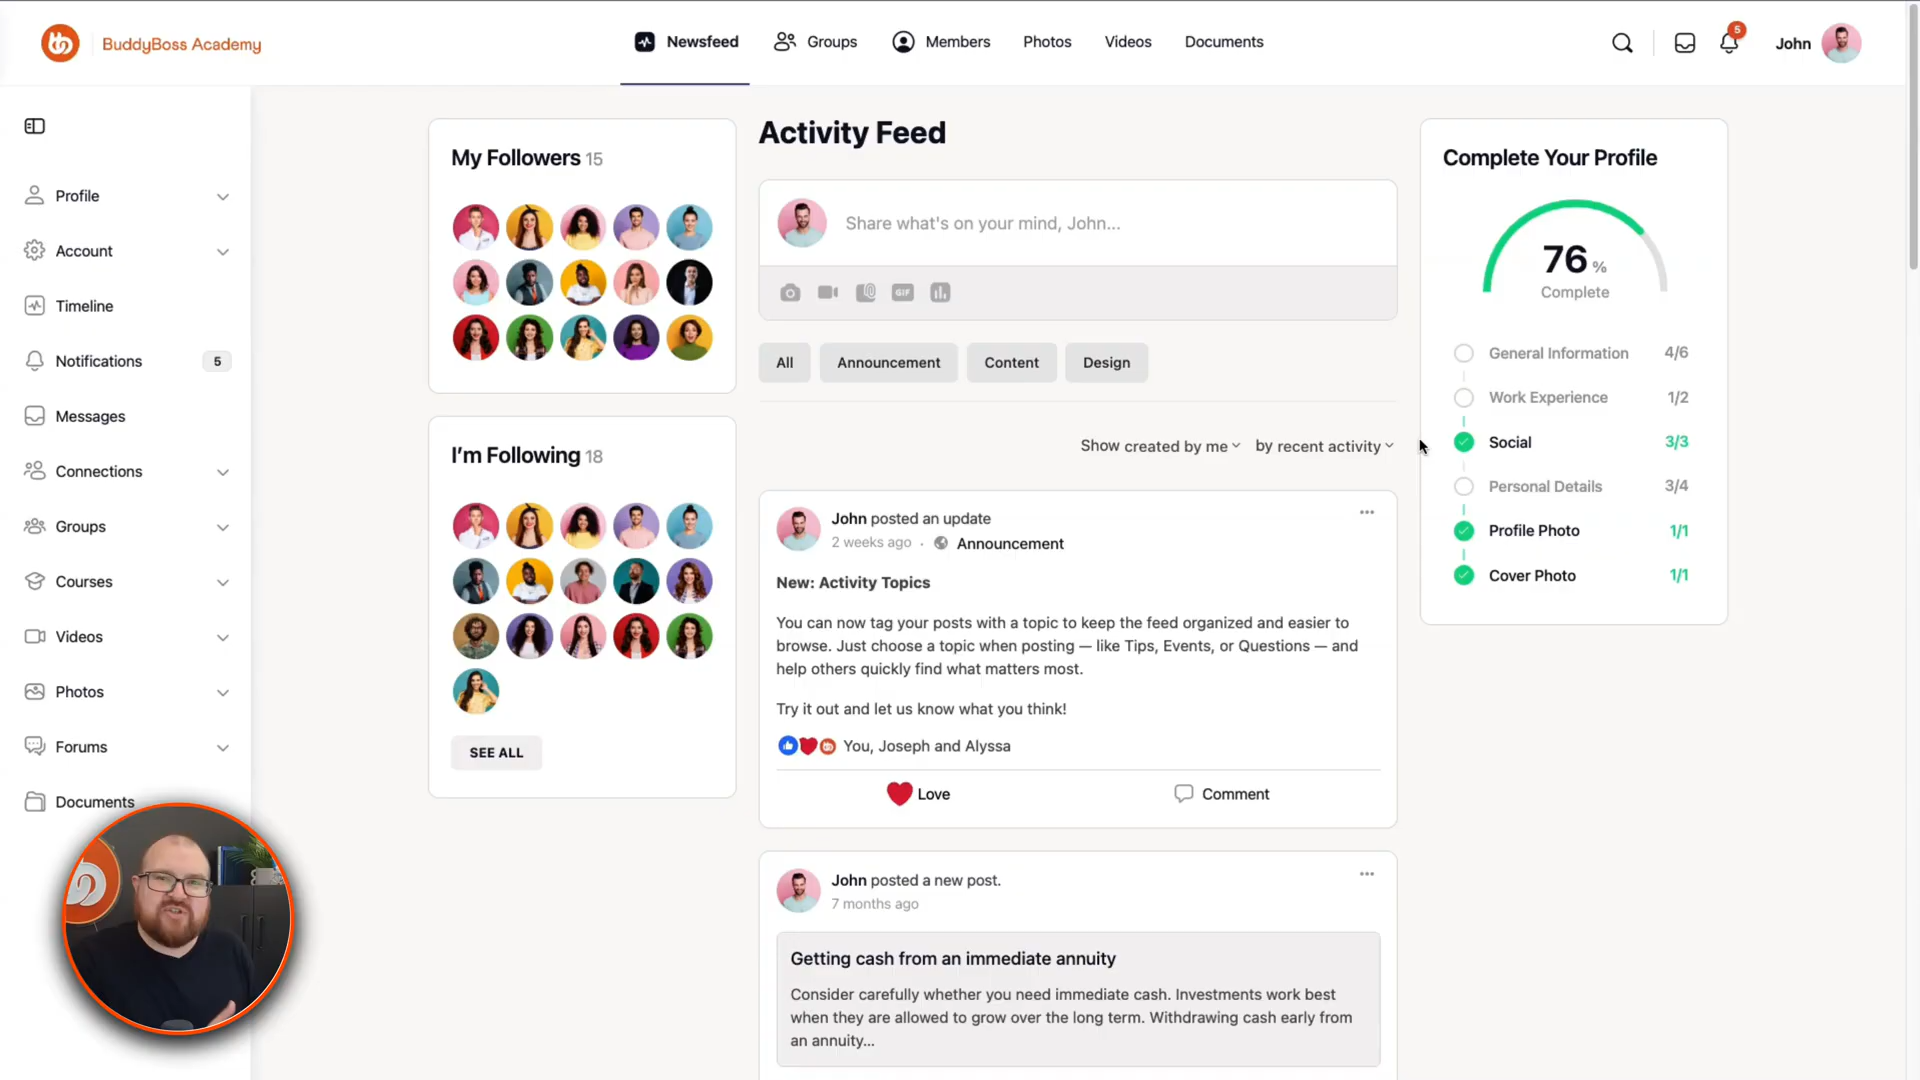 BuddyBoss Academy
Newsfeed
Groups
Members
Photos
Videos
Documents
5
John
Profile
Account
Timeline
Notifications 5
Messages
Connections
Groups
Courses
Videos
Photos
Forums
Documents
My Followers 15
I'm Following 18
SEE ALL
Activity Feed
Share what's on your mind, John...
GIF
All
Announcement
Content
Design
Show created by me by recent activity
John posted an update
2 weeks ago · Announcement
New: Activity Topics
You can now tag your posts with a topic to keep the feed organized and easier to
browse. Just choose a topic when posting — like Tips, Events, or Questions — and
help others quickly find what matters most.
Try it out and let us know what you think!
You, Joseph and Alyssa
Love
Comment
John posted a new post.
7 months ago
Getting cash from an immediate annuity
Consider carefully whether you need immediate cash. Investments work best
when they are allowed to grow over the long term. Withdrawing cash early from
an annuity...
Complete Your Profile
76 %
Complete
General Information 4/6
Work Experience 1/2
Social 3/3
Personal Details 3/4
Profile Photo 1/1
Cover Photo 1/1